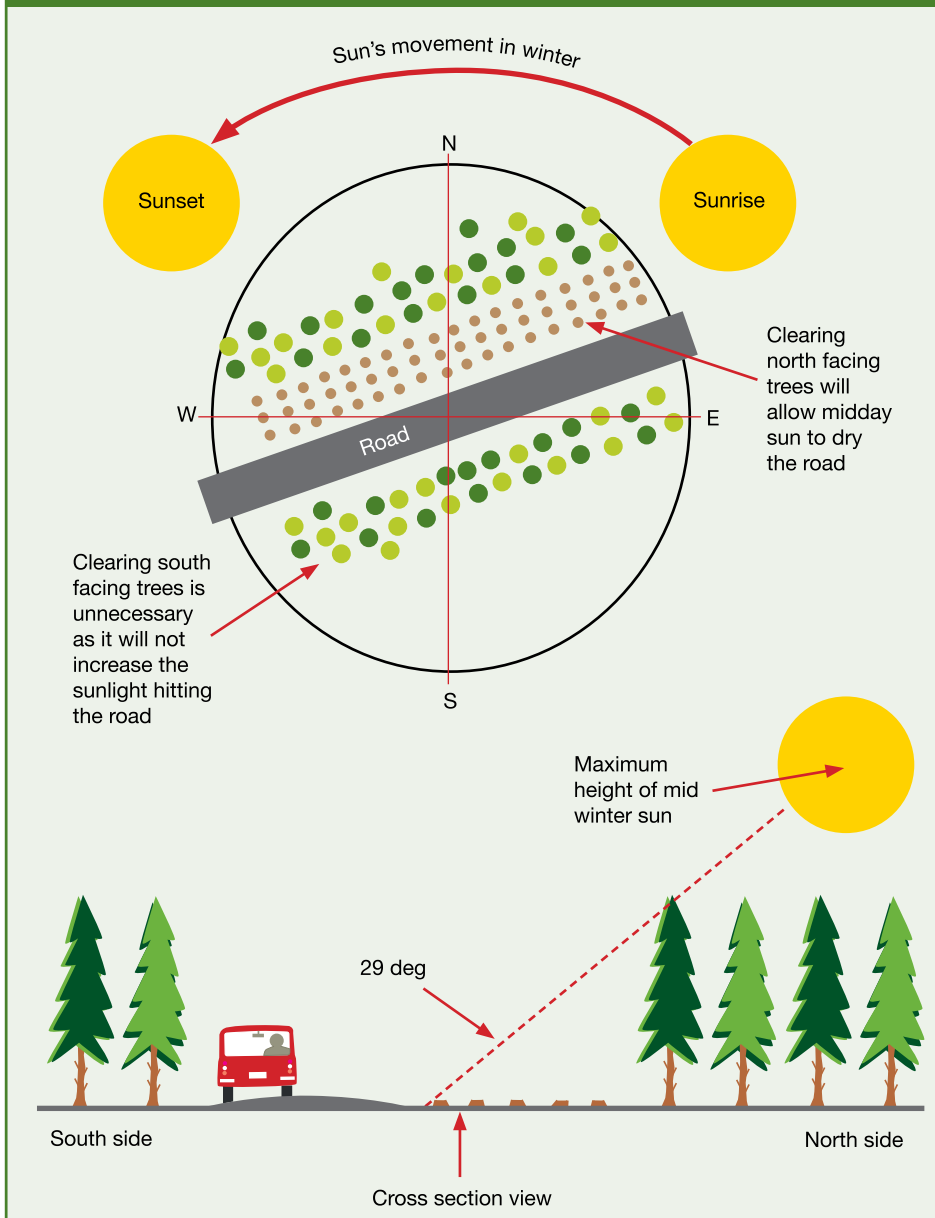 Sun's movement in winter
N
Sunset
Sunrise
Clearing
north facing
trees will
allow midday
sun to dry
the road
W
E
Road
Clearing south
facing trees is
unnecessary
as it will not
increase the
sunlight hitting
the road
S
Maximum
height of mid
winter sun
29 deg
South side
North side
Cross section view